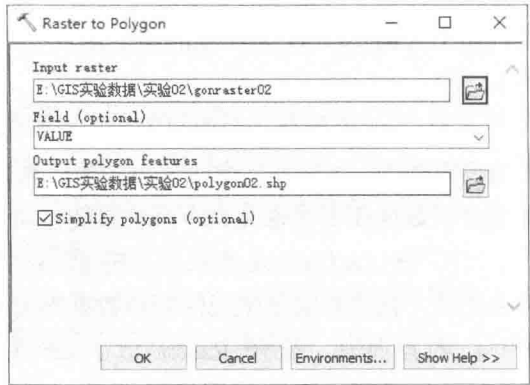 Raster to Polygon
Input raster
E:\GIS实验数据\实验02\gonraster02
Field (optional)
VALUE
Output polygon features
E:\GIS实验数据\实验02\polygon02.shp
Simplify polygons (optional)
OK
Cancel
Environments...
Show Help >>